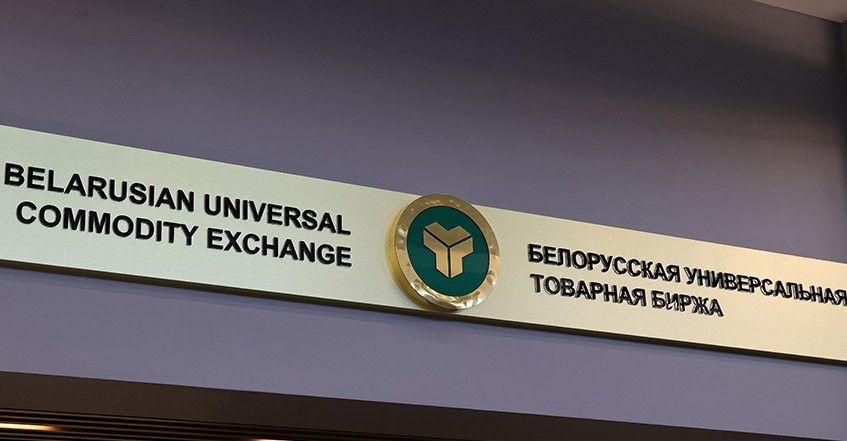 BELARUSIAN UNIVERSAL
COMMODITY EXCHANGE
БЕЛОРУССКАЯ УНИВЕРСАЛЬНАЯ
ТОВАРНАЯ БИРЖА